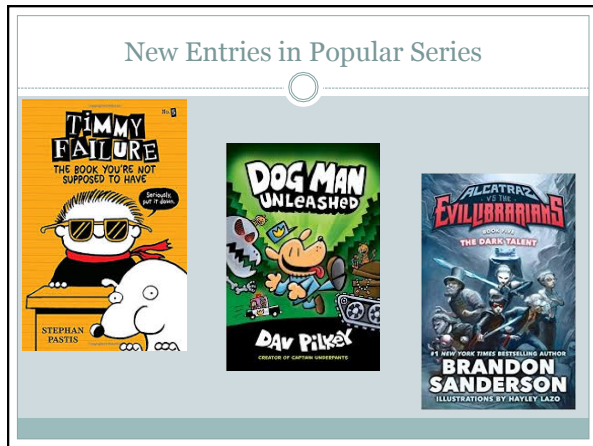 New Entries in Popular Series
No. 5
TIMMY
FAILURE
THE BOOK YOU'RE NOT
SUPPOSED TO HAVE
Seriously,
put it down.
STEPHAN
PASTIS
DOG MAN
UNLEASHED
DAV PILKEY
CREATOR OF CAPTAIN UNDERPANTS
ALCATRAZ
VS THE
EVIL LIBRARIANS
BOOK FIVE
THE DARK TALENT
#1 NEW YORK TIMES BESTSELLING AUTHOR
BRANDON
SANDERSON
ILLUSTRATIONS BY HAYLEY LAZO